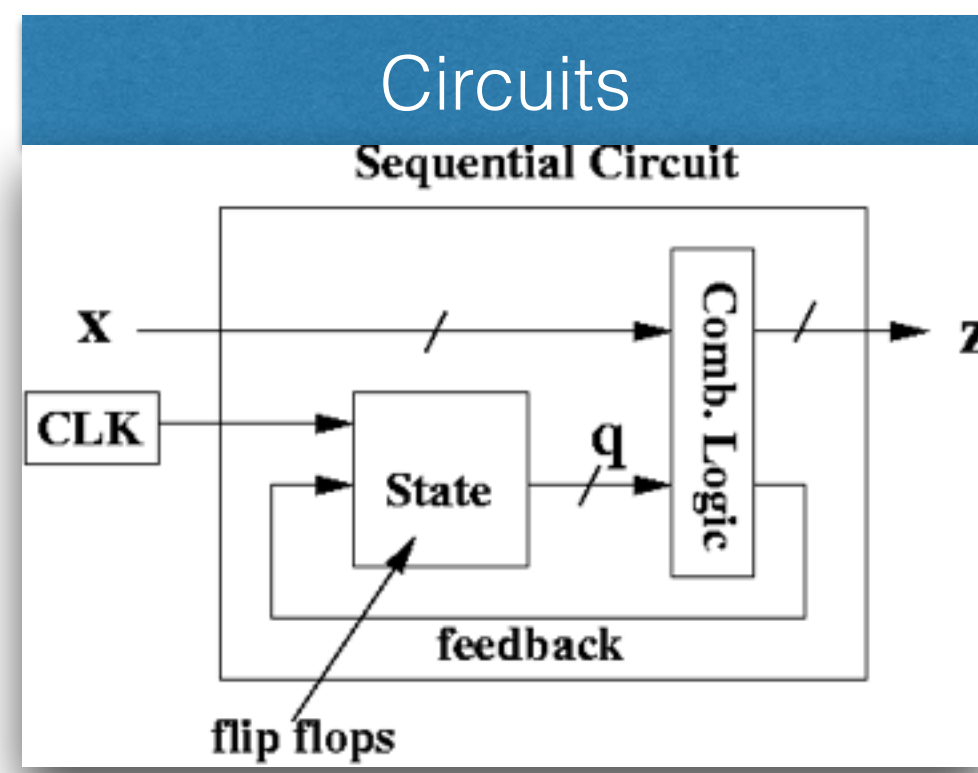 Circuits
Sequential Circuit
x
z
CLK
q
State
Comb. Logic
feedback
flip flops